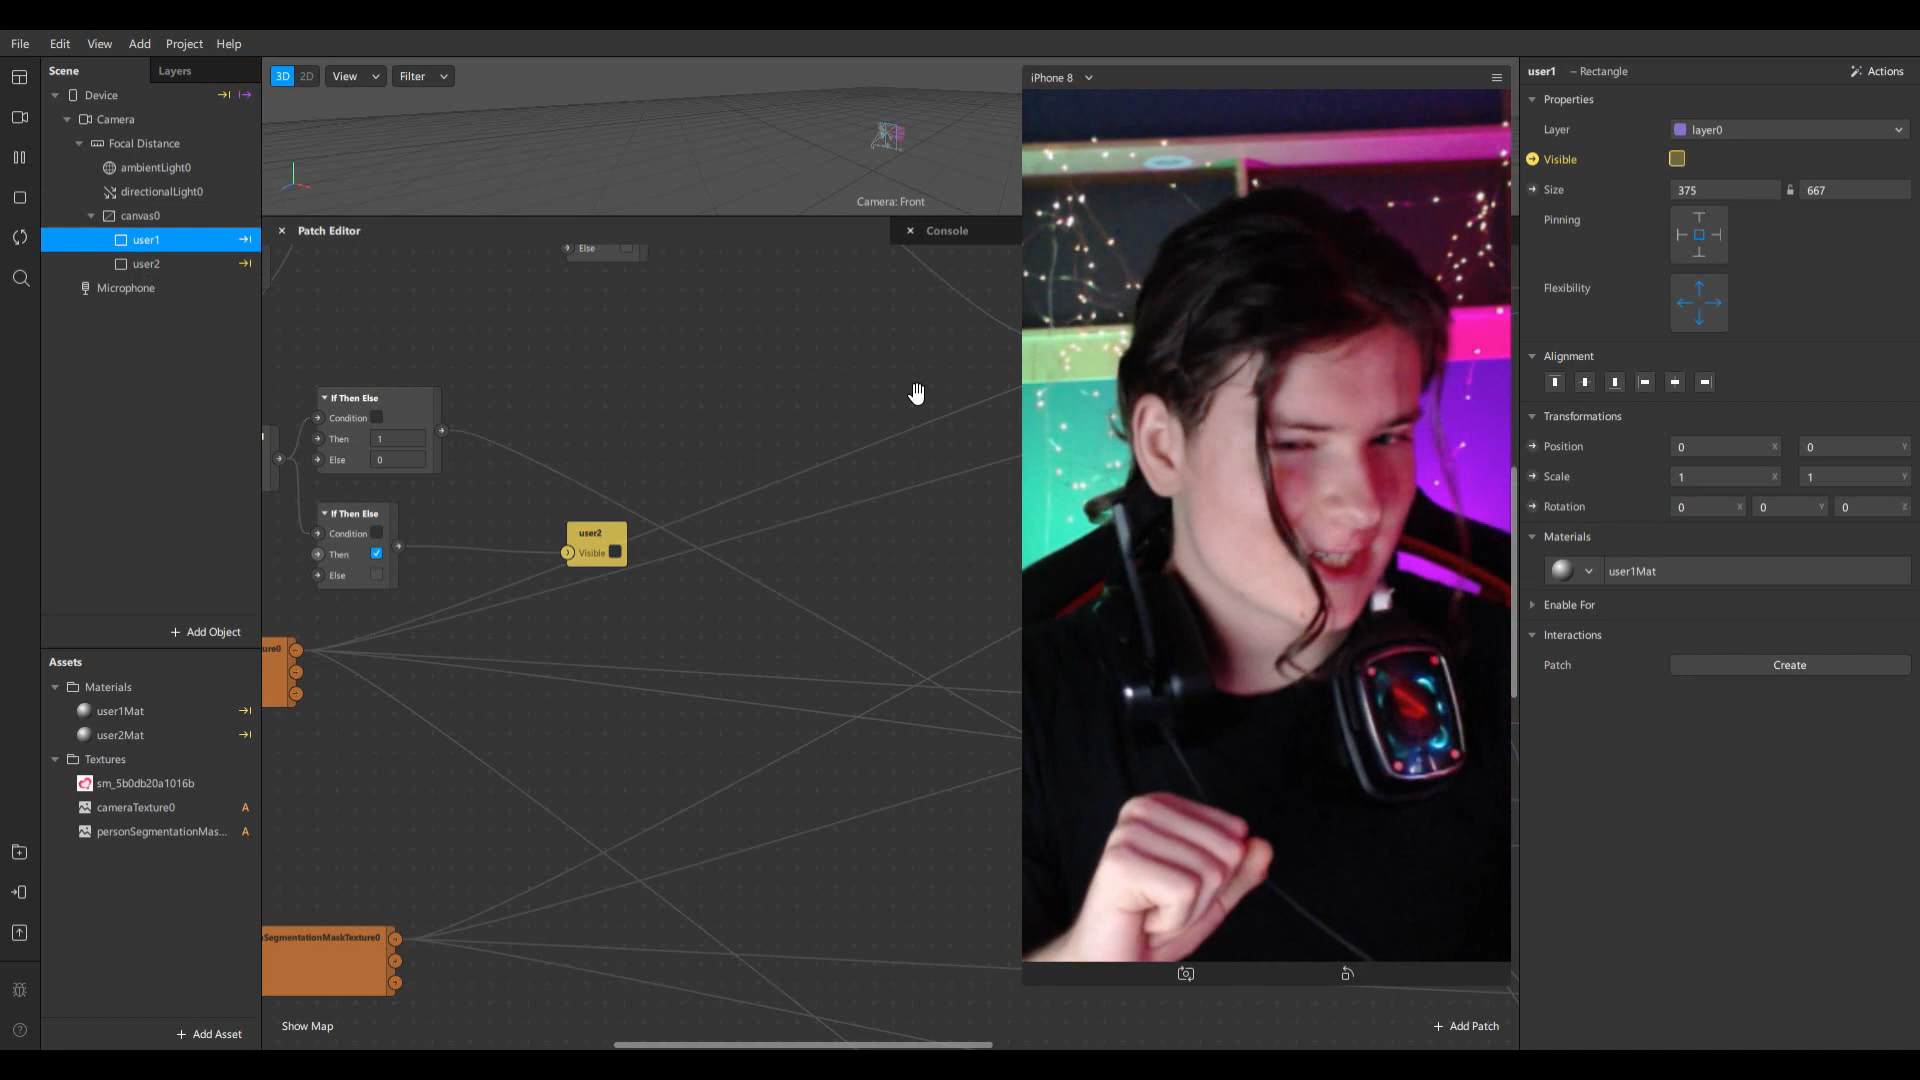 File Edit View Add Project Help
Scene Layers
Device
Camera
Focal Distance
ambientLight0
directionalLight0
canvas0
user1
user2
Microphone
+ Add Object
Assets
Materials
user1Mat
user2Mat
Textures
sm_5b0db20a1016b
cameraTexture0 A
personSegmentationMas... A
+ Add Asset
3D 2D View Filter
Camera: Front
× Patch Editor
× Console
Else
If Then Else
Condition
Then 1
Else 0
If Then Else
Condition
Then
Else
user2
Visible
ure0
SegmentationMaskTexture0
Show Map
+ Add Patch
iPhone 8
user1 – Rectangle Actions
Properties
Layer layer0
Visible
Size 375 667
Pinning
Flexibility
Alignment
Transformations
Position 0 X 0 Y
Scale 1 X 1 Y
Rotation 0 X 0 Y 0 Z
Materials
user1Mat
Enable For
Interactions
Patch Create